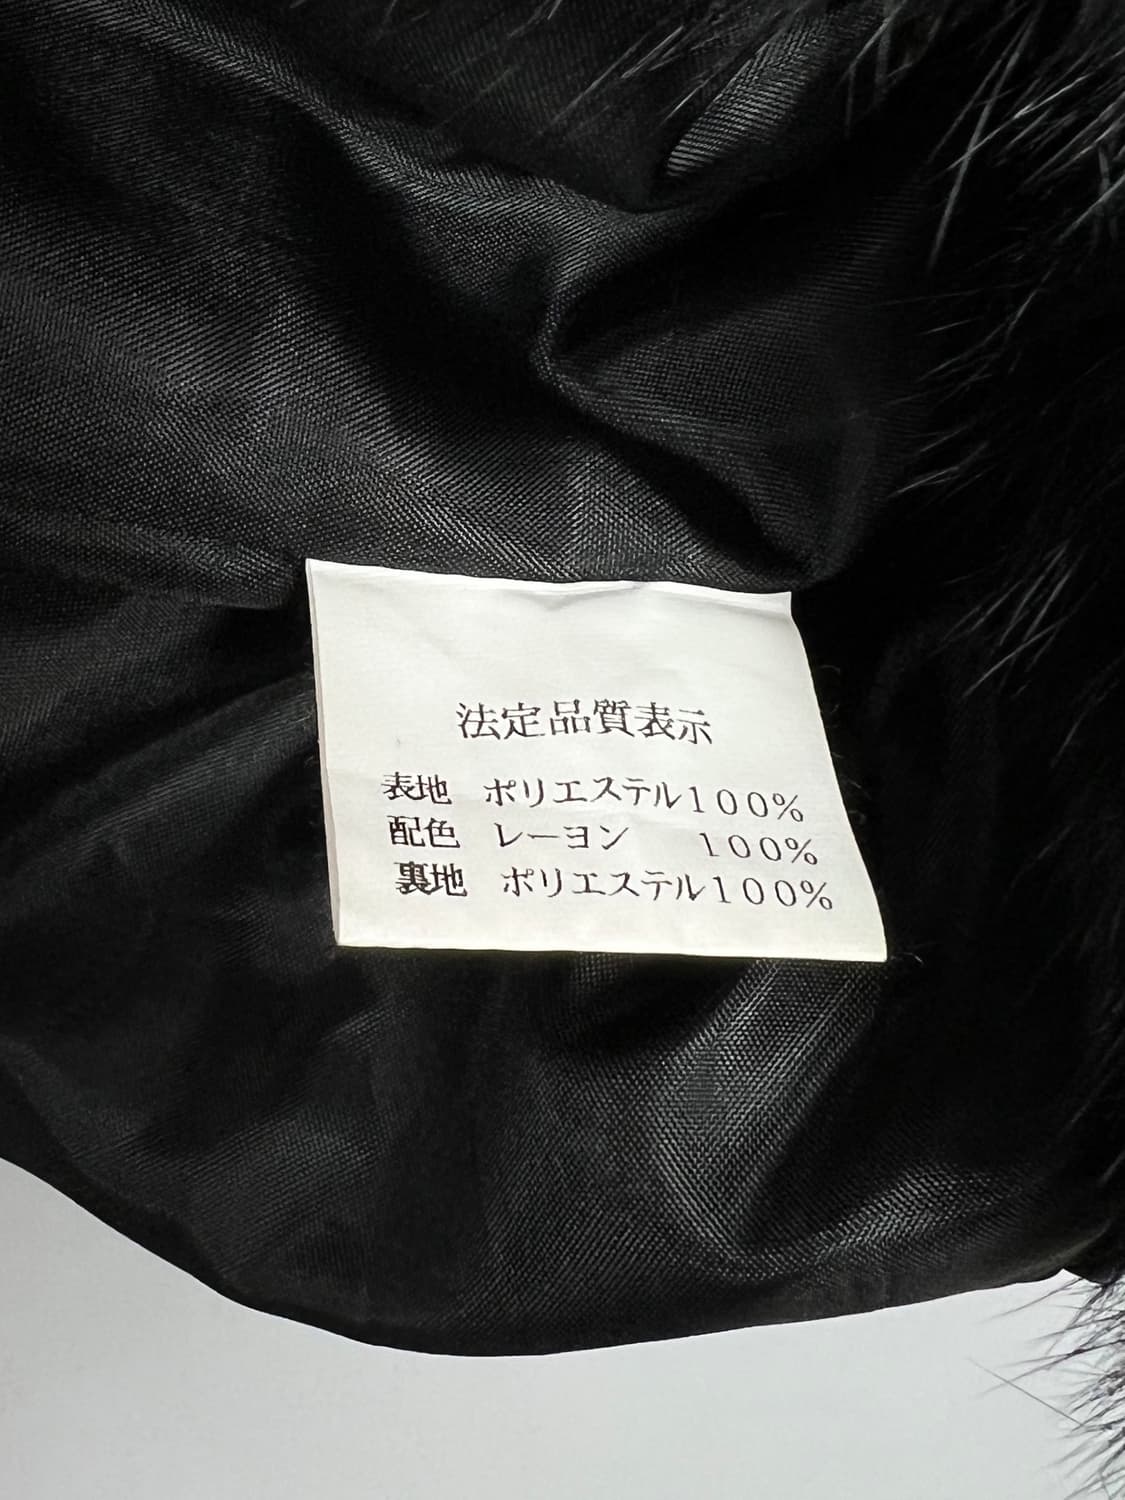 法定品質表示
表地 ポリエステル100%
配色 レーヨン 100%
裏地 ポリエステル100%